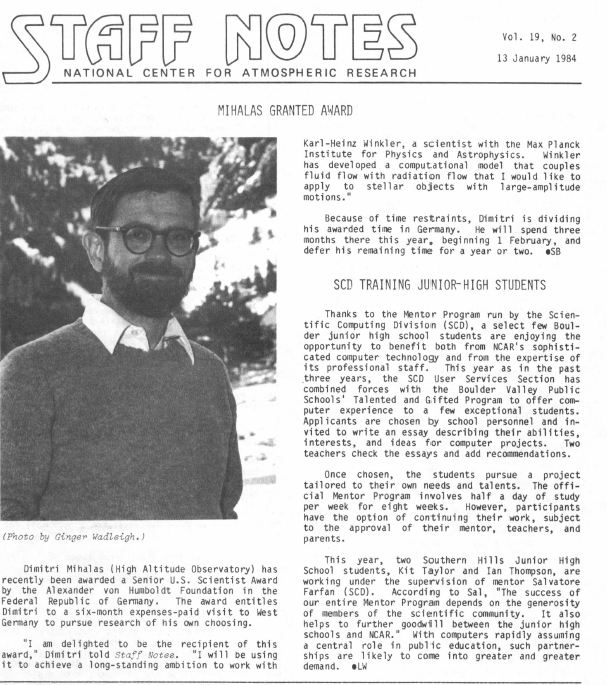 STAFF NOTES
NATIONAL CENTER FOR ATMOSPHERIC RESEARCH
Vol. 19, No. 2
13 January 1984
MIHALAS GRANTED AWARD
(Photo by Ginger Wadleigh.)
Dimitri Mihalas (High Altitude Observatory) has
recently been awarded a Senior U.S. Scientist Award
by the Alexander von Humboldt Foundation in the
Federal Republic of Germany. The award entitles
Dimitri to a six-month expenses-paid visit to West
Germany to pursue research of his own choosing.
"I am delighted to be the recipient of this
award," Dimitri told Staff Notes. "I will be using
it to achieve a long-standing ambition to work with
Karl-Heinz Winkler, a scientist with the Max Planck
Institute for Physics and Astrophysics. Winkler
has developed a computational model that couples
fluid flow with radiation flow that I would like to
apply to stellar objects with large-amplitude
motions."
Because of time restraints, Dimitri is dividing
his awarded time in Germany. He will spend three
months there this year, beginning 1 February, and
defer his remaining time for a year or two. ●SB
SCD TRAINING JUNIOR-HIGH STUDENTS
Thanks to the Mentor Program run by the Scien-
tific Computing Division (SCD), a select few Boul-
der junior high school students are enjoying the
opportunity to benefit both from NCAR's sophisti-
cated computer technology and from the expertise of
its professional staff. This year as in the past
three years, the SCD User Services Section has
combined forces with the Boulder Valley Public
Schools' Talented and Gifted Program to offer com-
puter experience to a few exceptional students.
Applicants are chosen by school personnel and in-
vited to write an essay describing their abilities,
interests, and ideas for computer projects. Two
teachers check the essays and add recommendations.
Once chosen, the students pursue a project
tailored to their own needs and talents. The offi-
cial Mentor Program involves half a day of study
per week for eight weeks. However, participants
have the option of continuing their work, subject
to the approval of their mentor, teachers, and
parents.
This year, two Southern Hills Junior High
School students, Kit Taylor and Ian Thompson, are
working under the supervision of mentor Salvatore
Farfan (SCD). According to Sal, "The success of
our entire Mentor Program depends on the generosity
of members of the scientific community. It also
helps to further goodwill between the junior high
schools and NCAR." With computers rapidly assuming
a central role in public education, such partner-
ships are likely to come into greater and greater
demand. ●LW